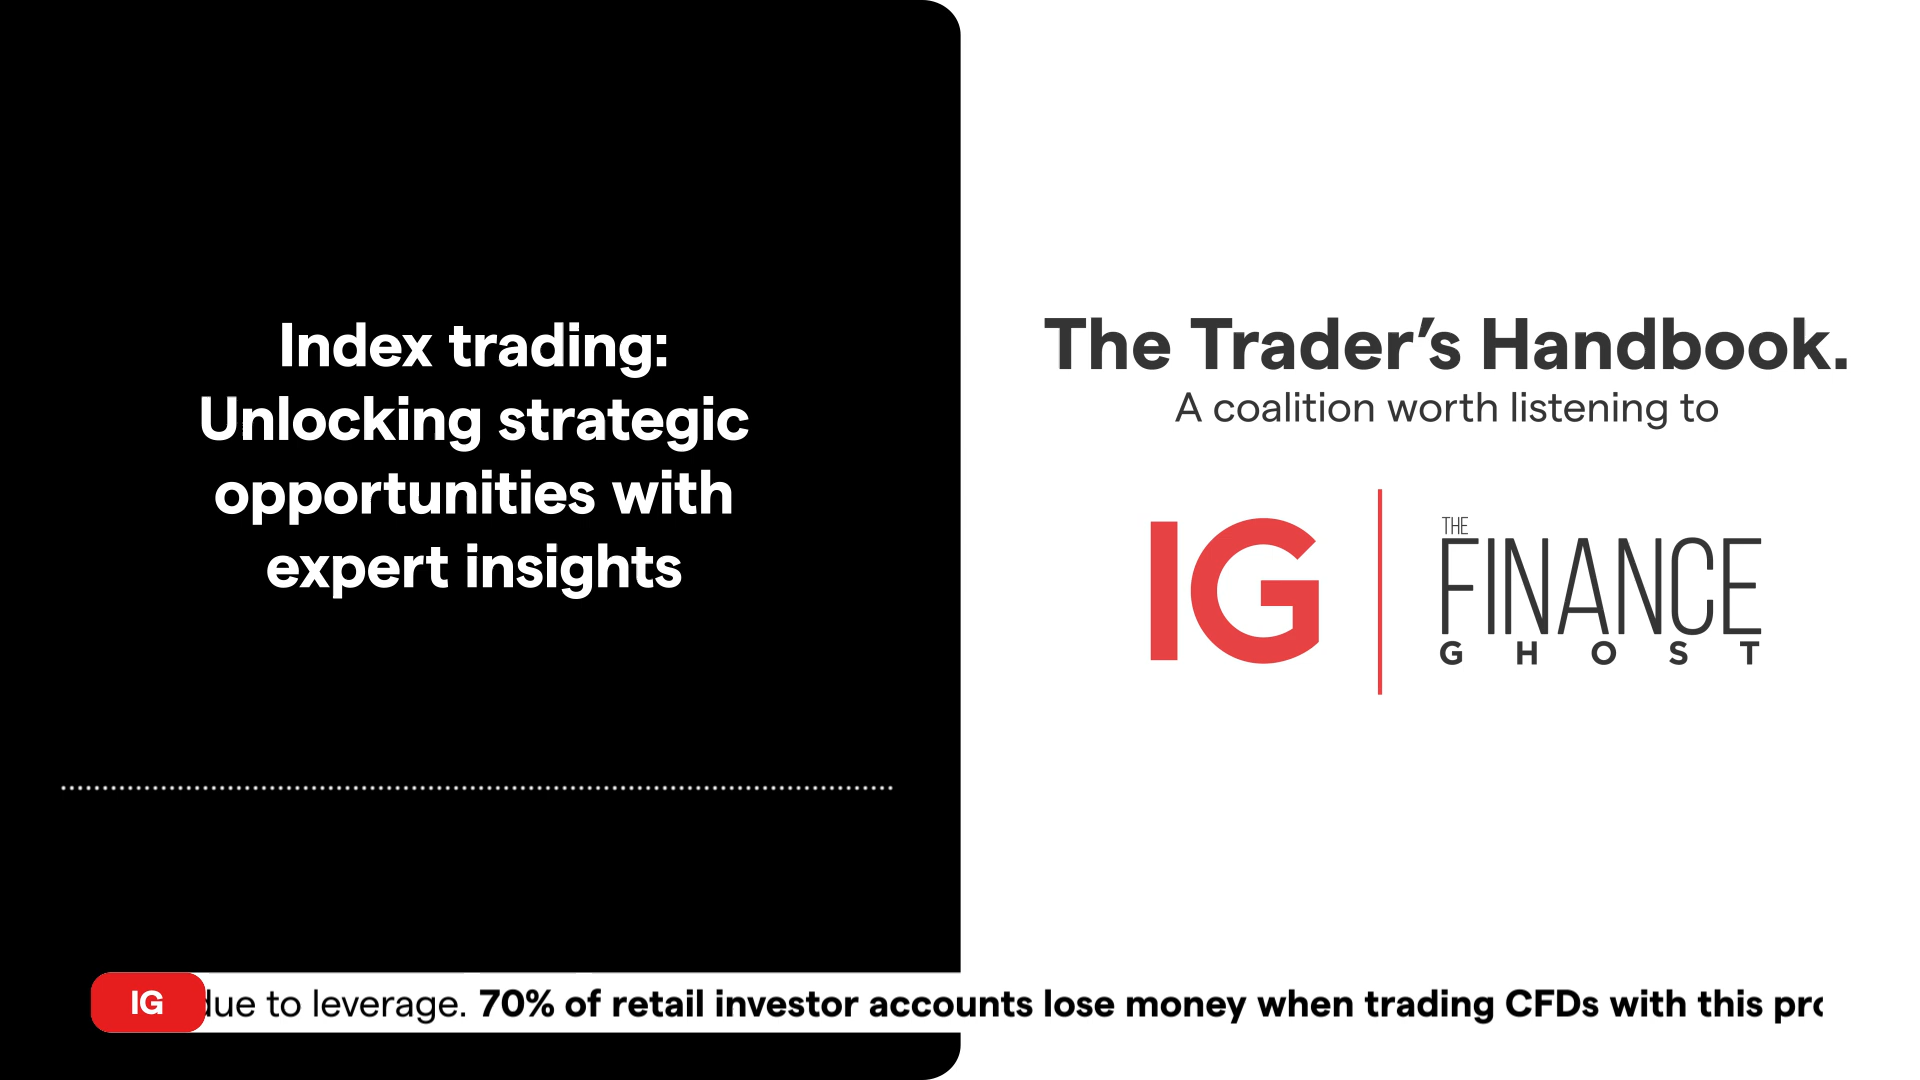 Index trading:
Unlocking strategic
opportunities with
expert insights
The Trader’s Handbook.
A coalition worth listening to
IG
THE
FINANCE
GHOST
IG
due to leverage. 70% of retail investor accounts lose money when trading CFDs with this